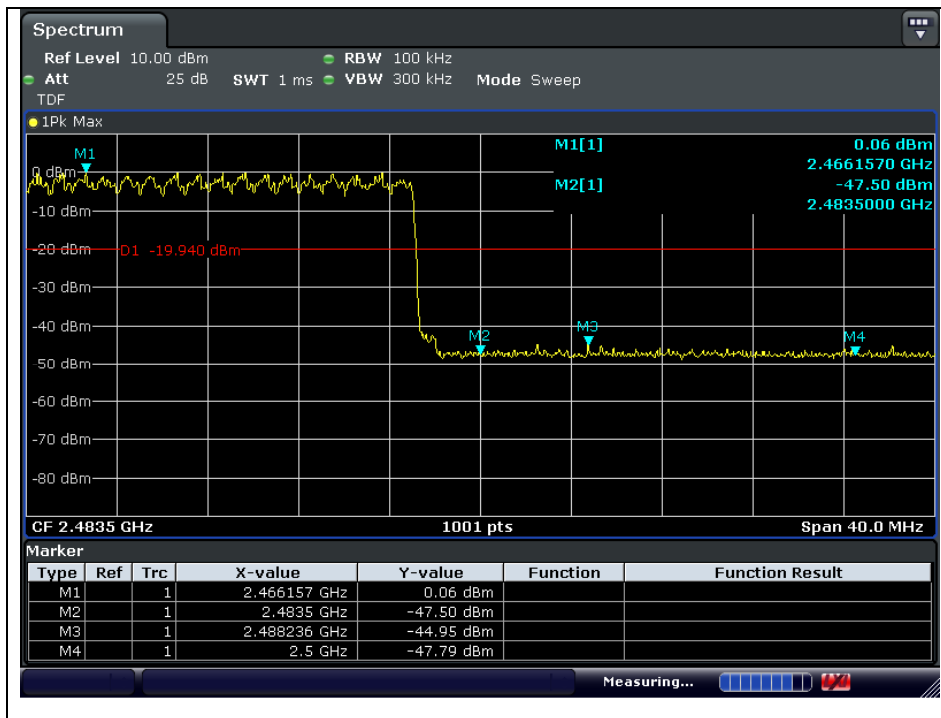 Spectrum
Ref Level 10.00 dBm RBW 100 kHz
Att 25 dB SWT 1 ms VBW 300 kHz Mode Sweep
TDF
1Pk Max
M1[1] 0.06 dBm
2.4661570 GHz
M2[1] -47.50 dBm
2.4835000 GHz
M1
0 dBm
-10 dBm
-20 dBm D1 -19.940 dBm
-30 dBm
-40 dBm
M2 M3 M4
50 dBm
-60 dBm
-70 dBm
-80 dBm
CF 2.4835 GHz 1001 pts Span 40.0 MHz
Marker
Type Ref Trc X-value Y-value Function Function Result
M1 1 2.466157 GHz 0.06 dBm
M2 1 2.4835 GHz -47.50 dBm
M3 1 2.488236 GHz -44.95 dBm
M4 1 2.5 GHz -47.79 dBm
Measuring...